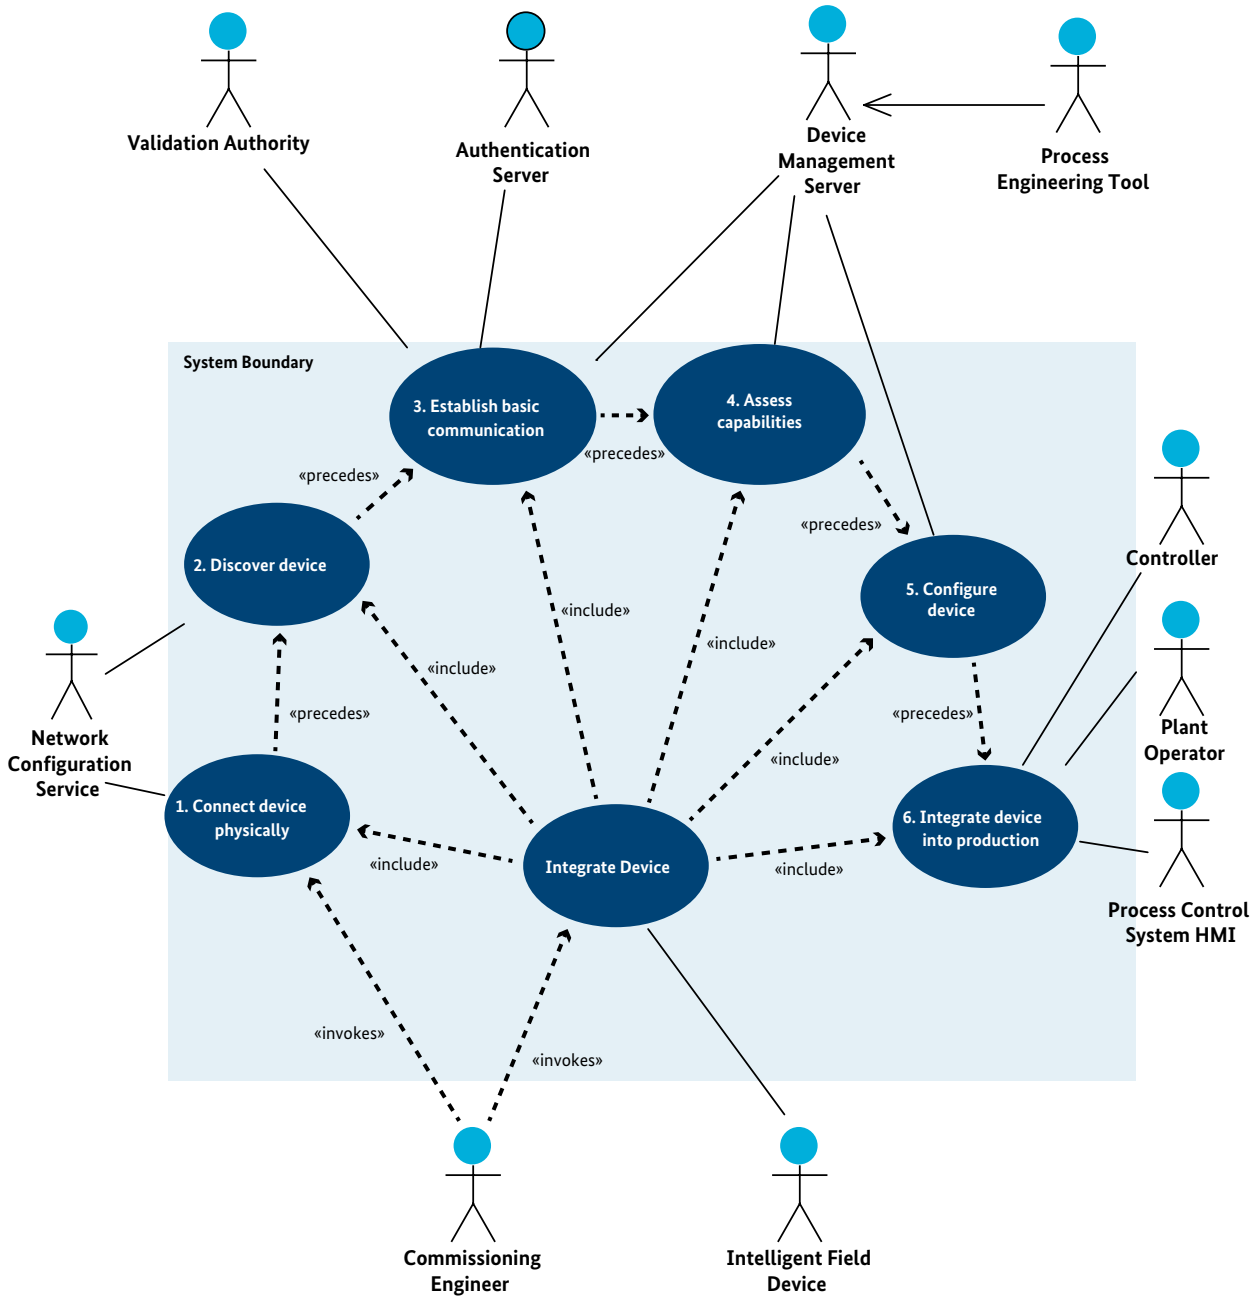 Validation Authority
Authentication
Server
Device
Management
Server
Process
Engineering Tool
System Boundary
3. Establish basic
communication
4. Assess
capabilities
«precedes»
«precedes»
«precedes»
Controller
2. Discover device
5. Configure
device
«include»
«include»
«include»
«precedes»
«precedes»
Network
Configuration
Service
Plant
Operator
«include»
1. Connect device
physically
6. Integrate device
into production
«include»
Integrate Device
«include»
Process Control
System HMI
«invokes»
«invokes»
Commissioning
Engineer
Intelligent Field
Device